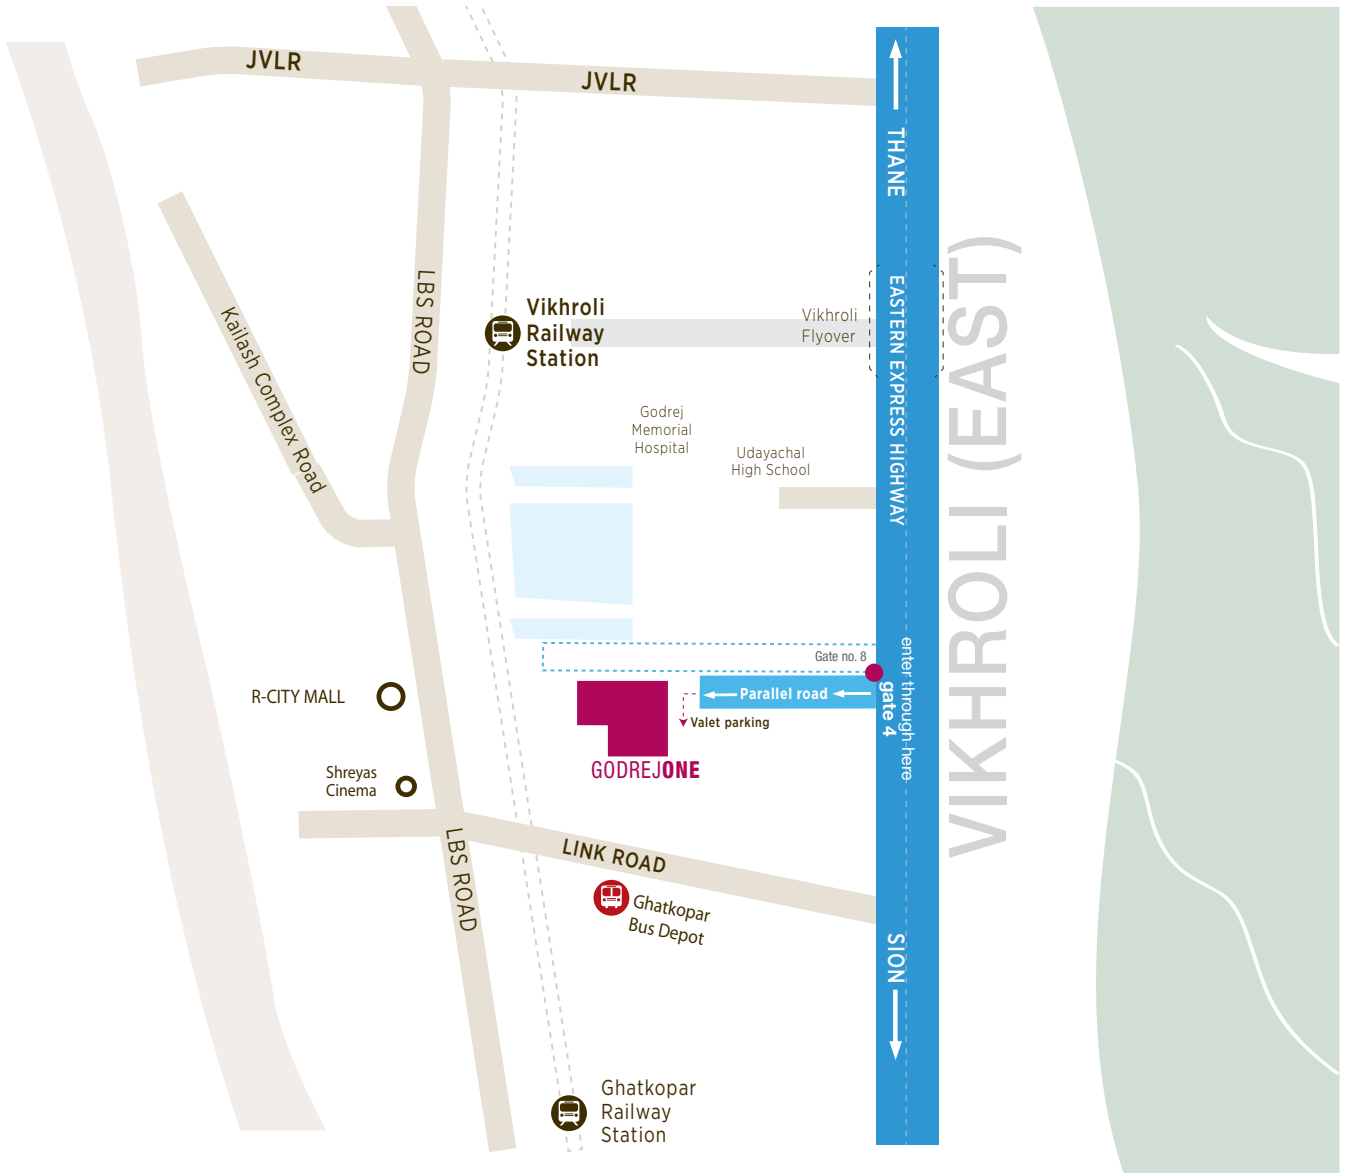 JVLR
JVLR
THANE
LBS ROAD
EASTERN EXPRESS HIGHWAY
VIKHROLI (EAST)
Kailash Complex Road
Vikhroli
Railway
Station
Vikhroli
Flyover
Godrej
Memorial
Hospital
Udayachal
High School
Gate no. 8
enter through here
gate 4
Parallel road
Valet parking
R-CITY MALL
GODREJONE
Shreyas
Cinema
LBS ROAD
LINK ROAD
Ghatkopar
Bus Depot
SION
Ghatkopar
Railway
Station